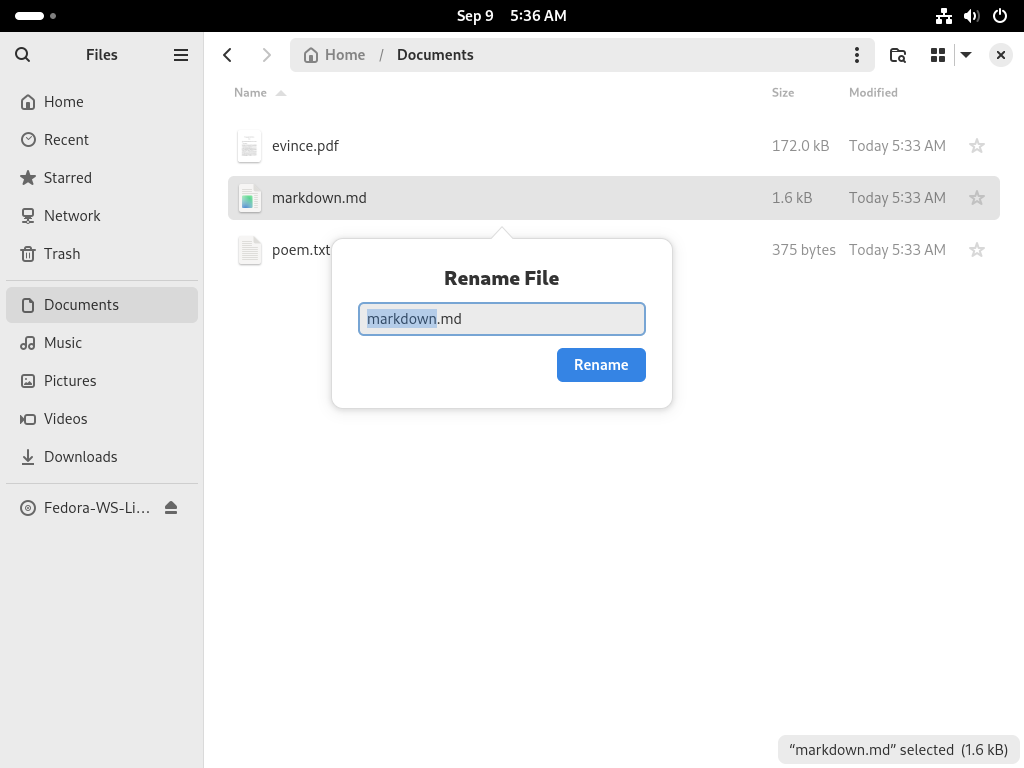 Sep 9 5:36 AM
Files
Home / Documents
Name Size Modified
Home
Recent
Starred
Network
Trash
Documents
Music
Pictures
Videos
Downloads
Fedora-WS-Li…
evince.pdf 172.0 kB Today 5:33 AM
markdown.md 1.6 kB Today 5:33 AM
poem.txt 375 bytes Today 5:33 AM
Rename File
markdown.md
Rename
“markdown.md” selected (1.6 kB)